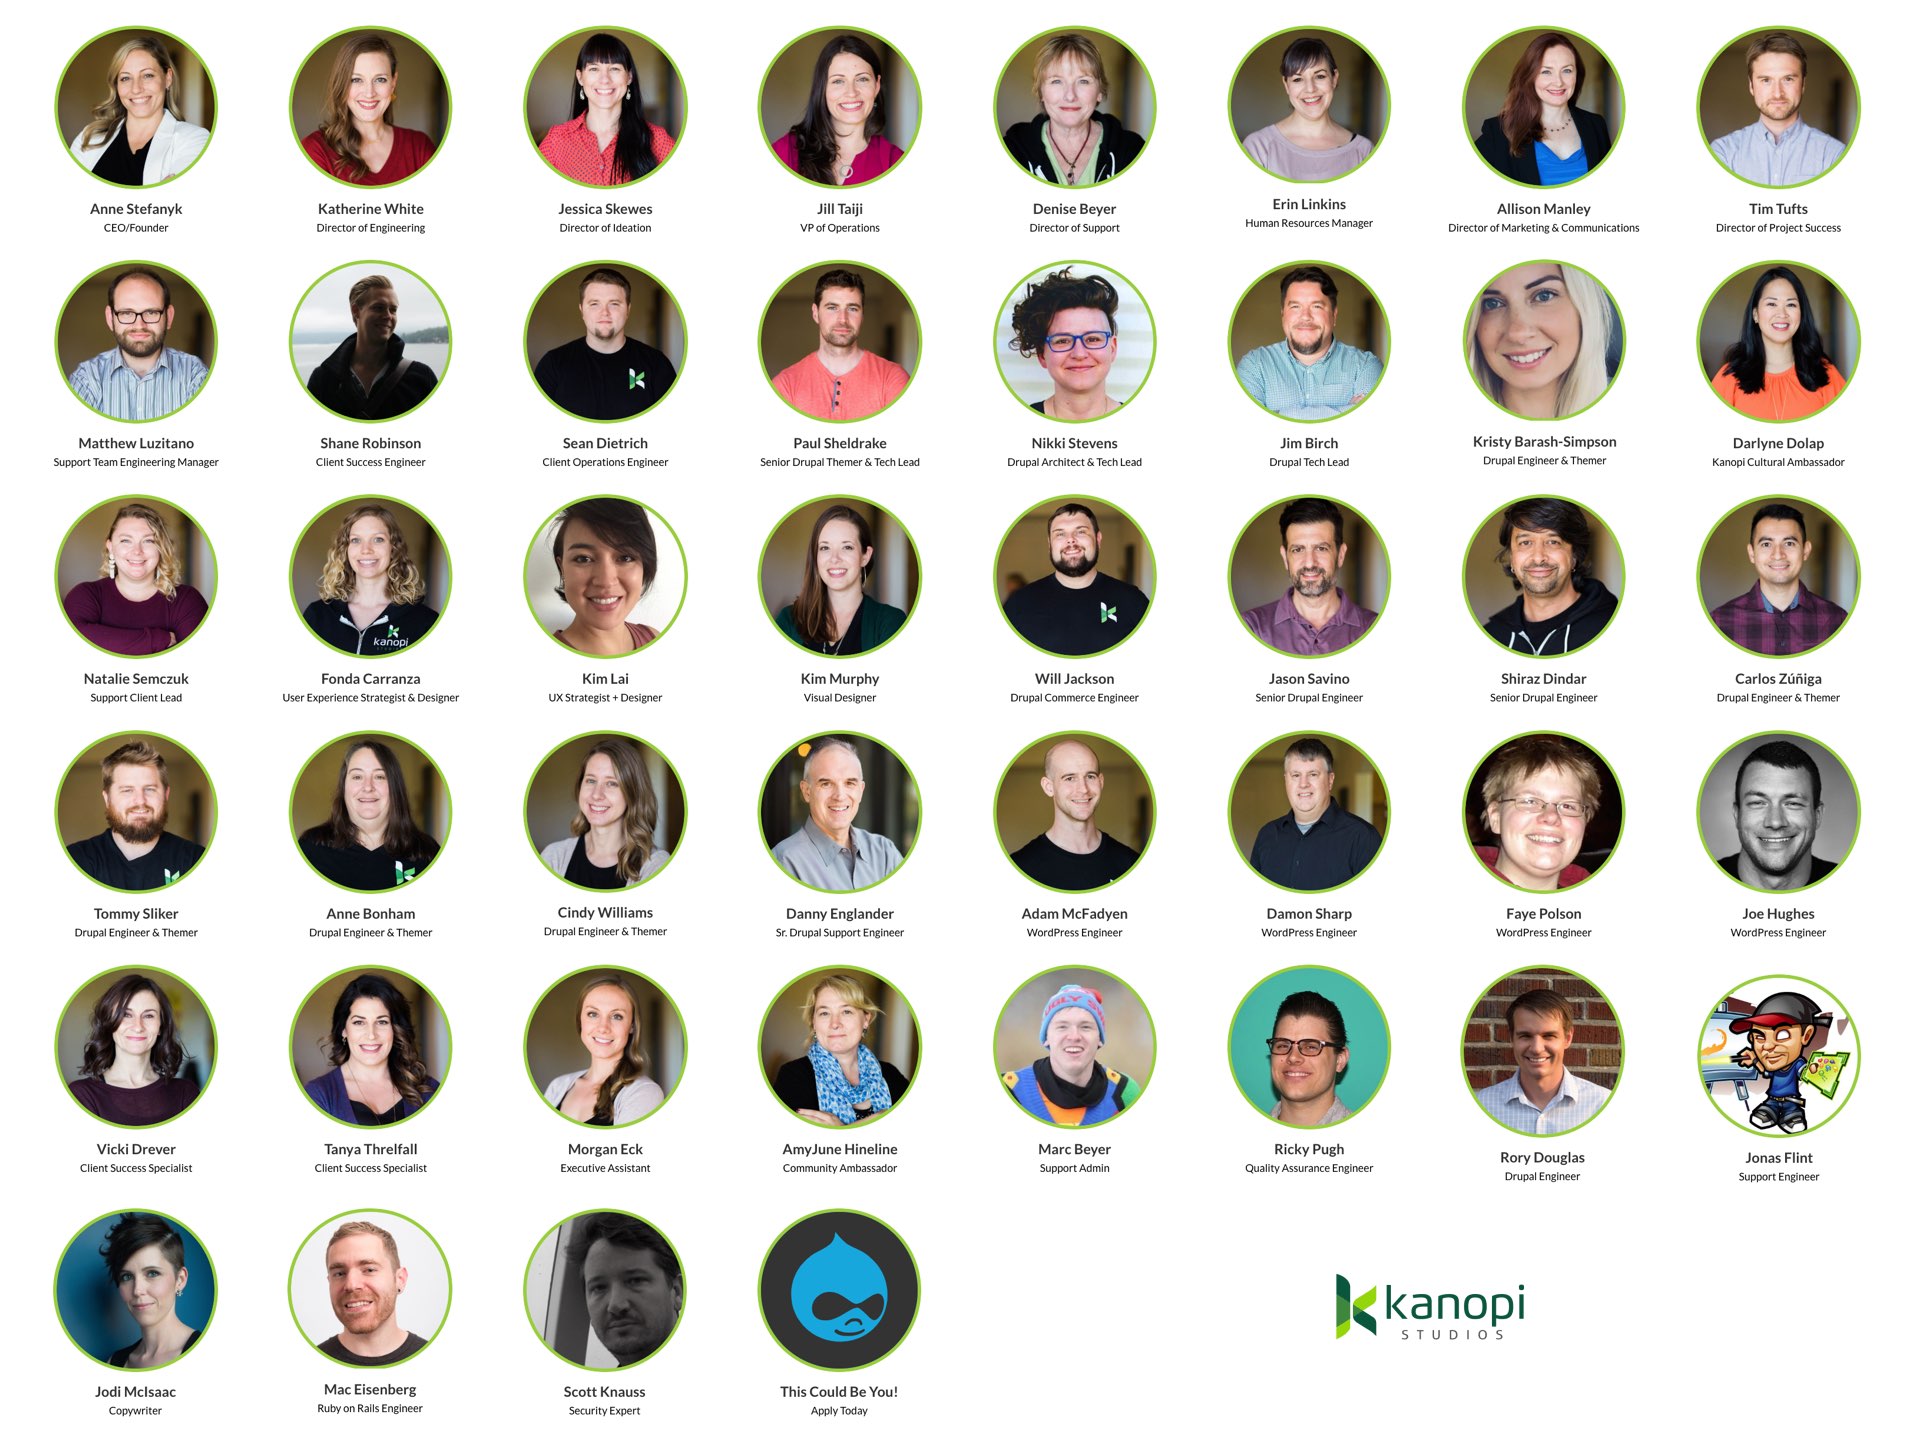 Anne Stefanyk
CEO/Founder
Katherine White
Director of Engineering
Jessica Skewes
Director of Ideation
Jill Taiji
VP of Operations
Denise Beyer
Director of Support
Erin Linkins
Human Resources Manager
Allison Manley
Director of Marketing & Communications
Tim Tufts
Director of Project Success
Matthew Luzitano
Support Team Engineering Manager
Shane Robinson
Client Success Engineer
Sean Dietrich
Client Operations Engineer
Paul Sheldrake
Senior Drupal Themer & Tech Lead
Nikki Stevens
Drupal Architect & Tech Lead
Jim Birch
Drupal Tech Lead
Kristy Barash-Simpson
Drupal Engineer & Themer
Darlyne Dolap
Kanopi Cultural Ambassador
kanopi
Natalie Semczuk
Support Client Lead
Fonda Carranza
User Experience Strategist & Designer
Kim Lai
UX Strategist + Designer
Kim Murphy
Visual Designer
Will Jackson
Drupal Commerce Engineer
Jason Savino
Senior Drupal Engineer
Shiraz Dindar
Senior Drupal Engineer
Carlos Zúñiga
Drupal Engineer & Themer
Tommy Sliker
Drupal Engineer & Themer
Anne Bonham
Drupal Engineer & Themer
Cindy Williams
Drupal Engineer & Themer
Danny Englander
Sr. Drupal Support Engineer
Adam McFadyen
WordPress Engineer
Damon Sharp
WordPress Engineer
Faye Polson
WordPress Engineer
Joe Hughes
WordPress Engineer
Vicki Drever
Client Success Specialist
Tanya Threlfall
Client Success Specialist
Morgan Eck
Executive Assistant
AmyJune Hineline
Community Ambassador
Marc Beyer
Support Admin
Ricky Pugh
Quality Assurance Engineer
Rory Douglas
Drupal Engineer
Jonas Flint
Support Engineer
Jodi McIsaac
Copywriter
Mac Eisenberg
Ruby on Rails Engineer
Scott Knauss
Security Expert
This Could Be You!
Apply Today
kanopi
STUDIOS